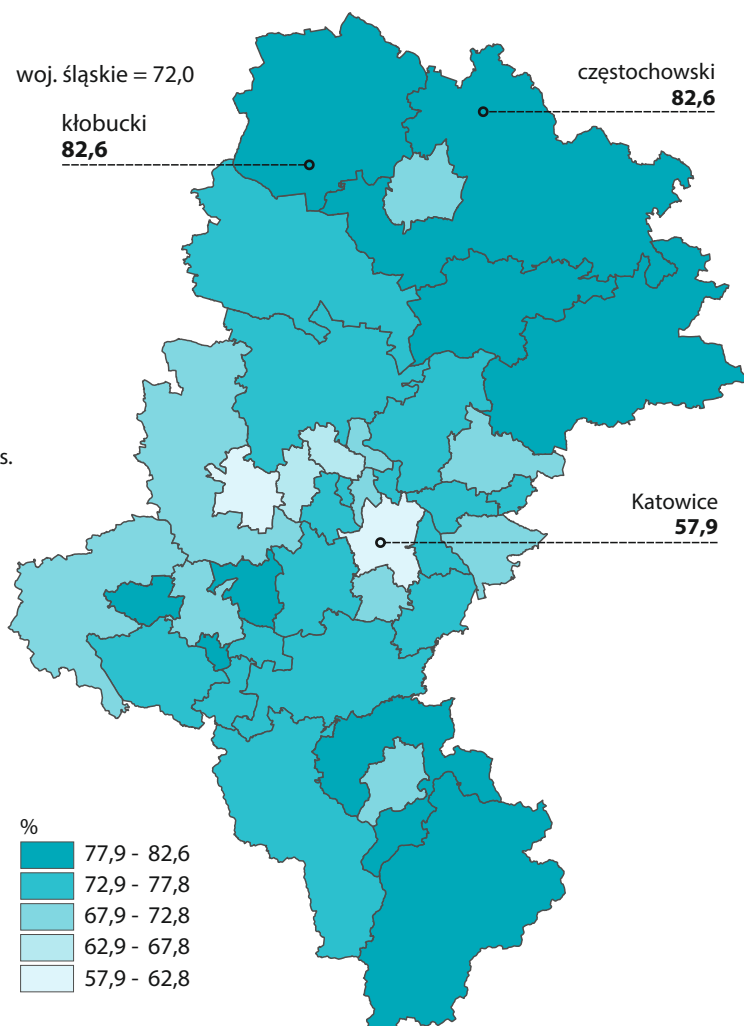 woj. śląskie = 72,0
częstochowski
82,6
kłobucki
82,6
s.
Katowice
57,9
%
77,9 - 82,6
72,9 - 77,8
67,9 - 72,8
62,9 - 67,8
57,9 - 62,8